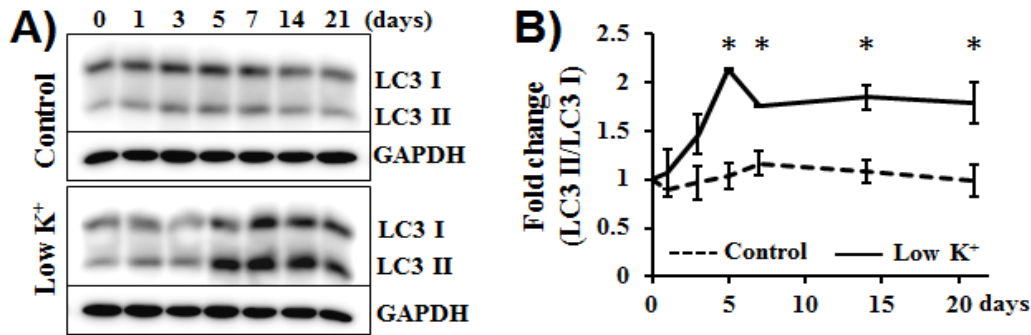 A)
0 1 3 5 7 14 21 (days)
Control
LC3 I
LC3 II
GAPDH
Low K⁺
LC3 I
LC3 II
GAPDH
B)
Fold change
(LC3 II/LC3 I)
2.5
2
1.5
1
0.5
0
* * * *
Control Low K⁺
0 5 10 15 20 days